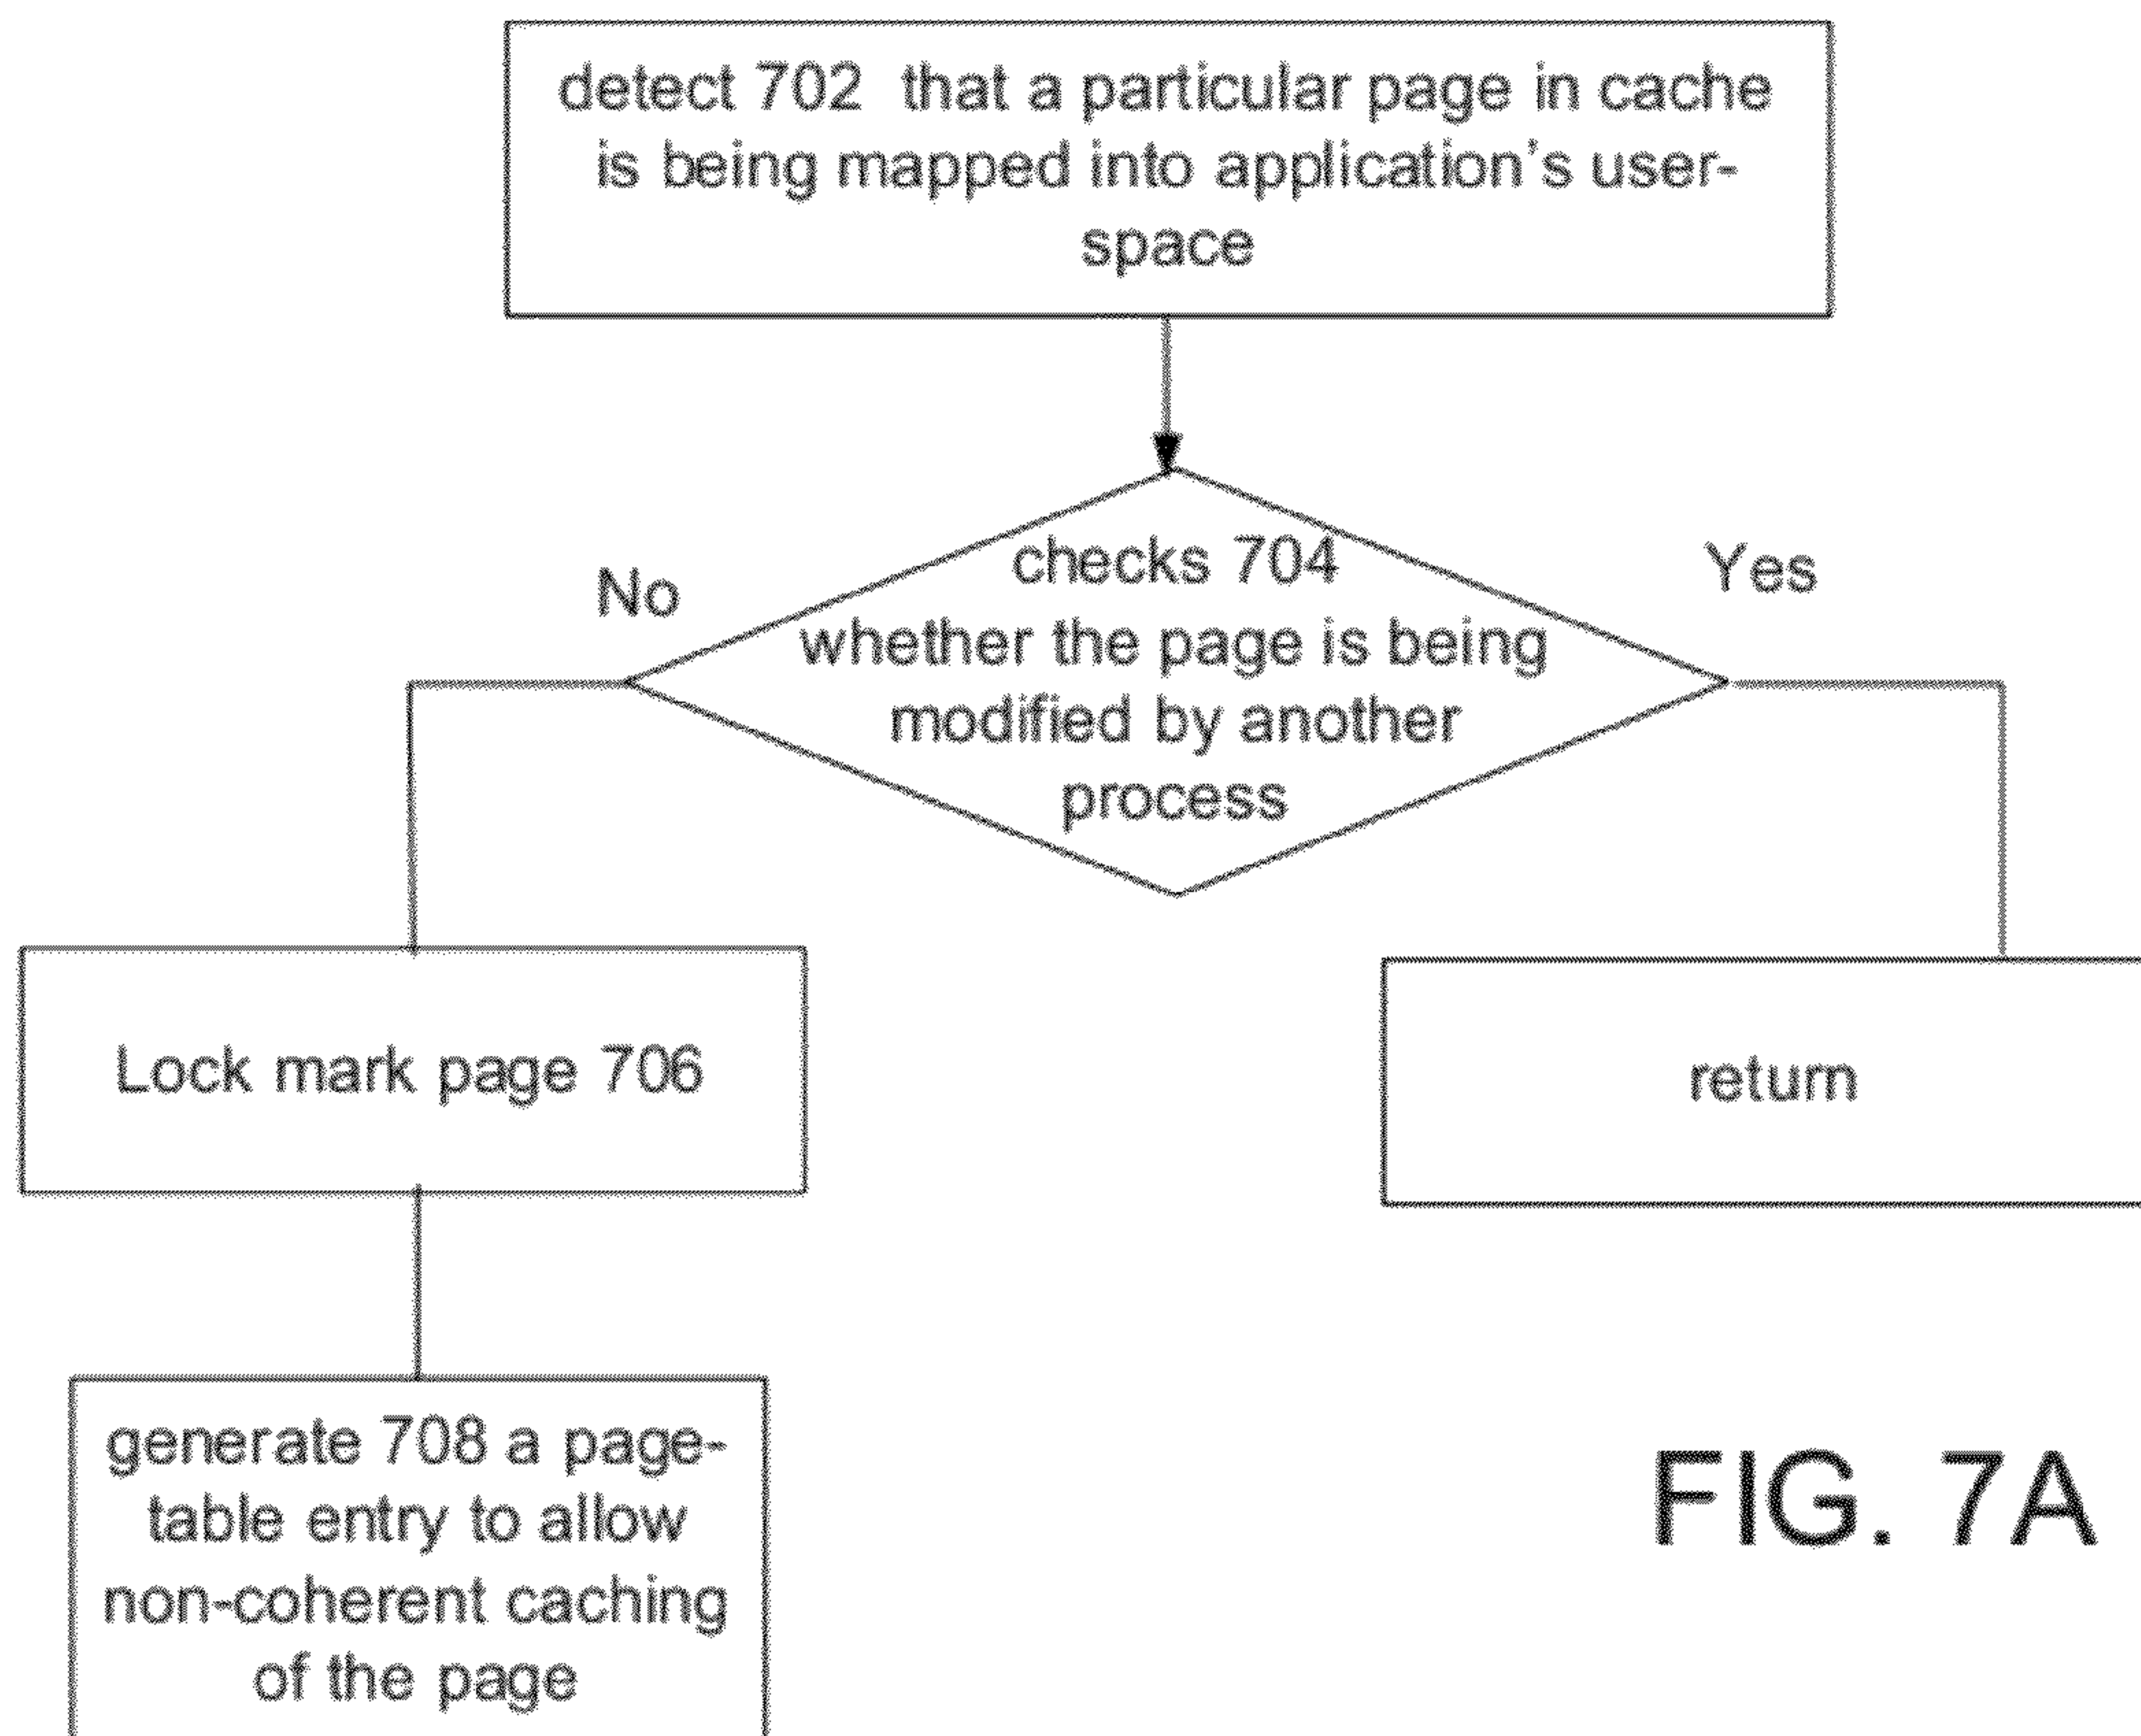 detect 702 that a particular page in cache
is being mapped into application's user-
space
No
checks 704
Yes
whether the page is being
modified by another
process
Lock mark page 706
return
generate 708 a page-
table entry to allow
non-coherent caching
of the page
FIG. 7A